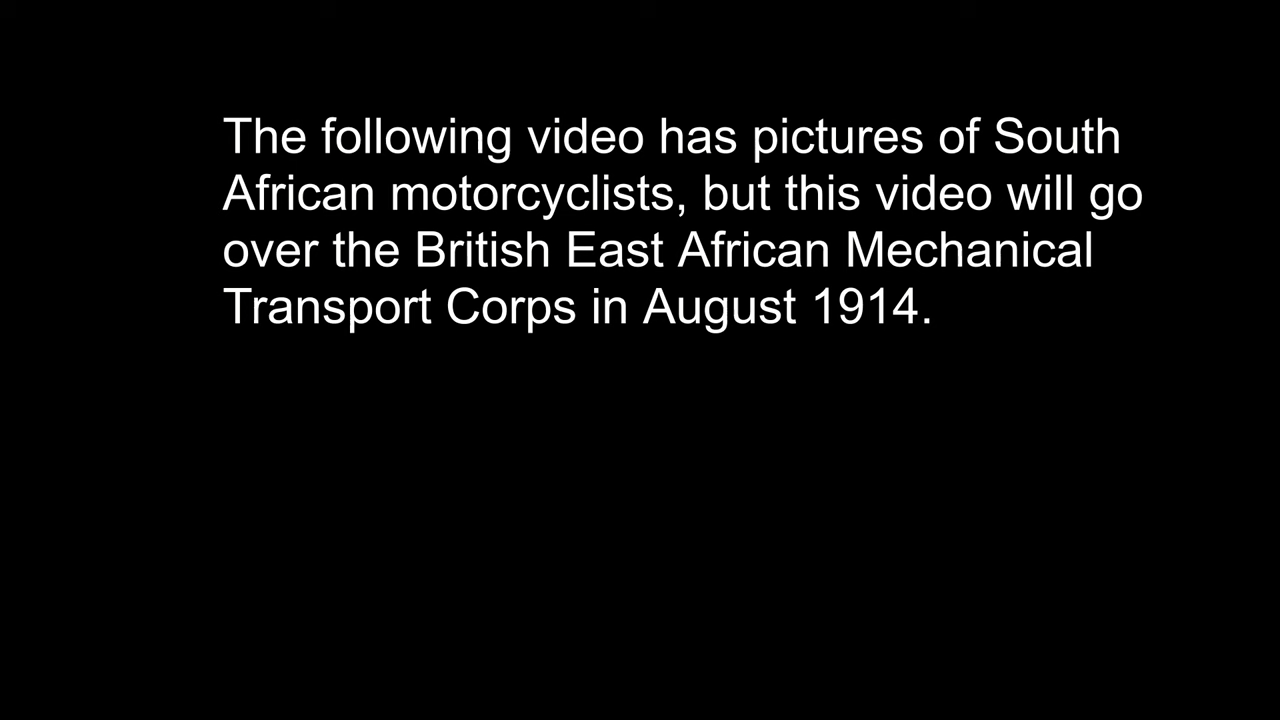 The following video has pictures of South
African motorcyclists, but this video will go
over the British East African Mechanical
Transport Corps in August 1914.